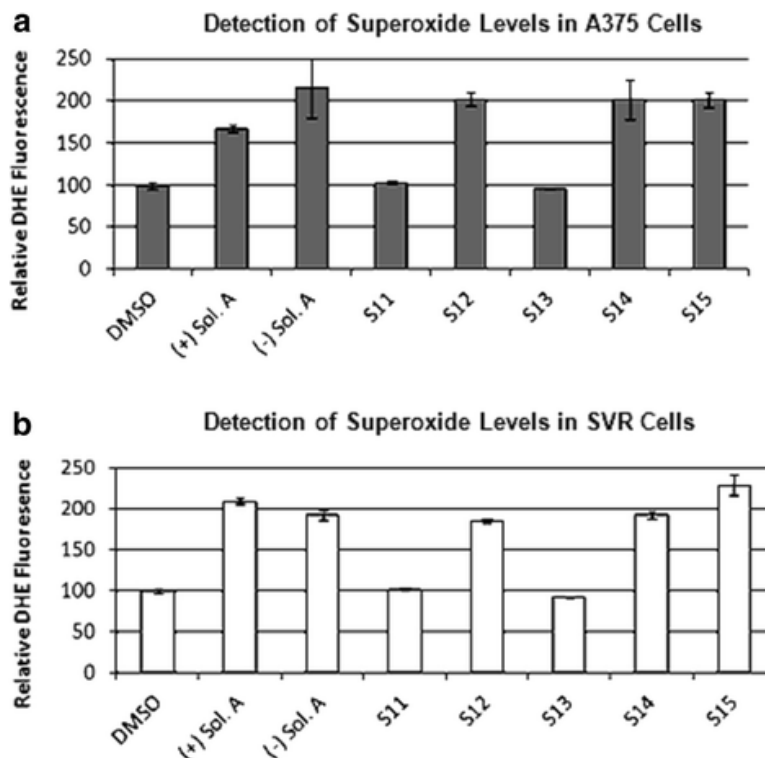 a
Detection of Superoxide Levels in A375 Cells
Relative DHE Fluorescence
250
200
150
100
50
0
DMSO
(+) Sol. A
(-) Sol. A
S11
S12
S13
S14
S15
b
Detection of Superoxide Levels in SVR Cells
Relative DHE Fluoresence
250
200
150
100
50
0
DMSO
(+) Sol. A
(-) Sol. A
S11
S12
S13
S14
S15